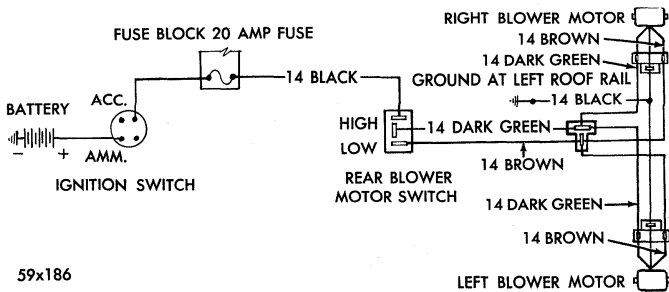 RIGHT BLOWER MOTOR
14 BROWN
FUSE BLOCK 20 AMP FUSE
14 DARK GREEN
GROUND AT LEFT ROOF RAIL
14 BLACK
14 BLACK
ACC.
BATTERY
HIGH
14 DARK GREEN
LOW
- +
AMM.
14 BROWN
IGNITION SWITCH
REAR BLOWER
MOTOR SWITCH
14 DARK GREEN
14 BROWN
59x186
LEFT BLOWER MOTOR